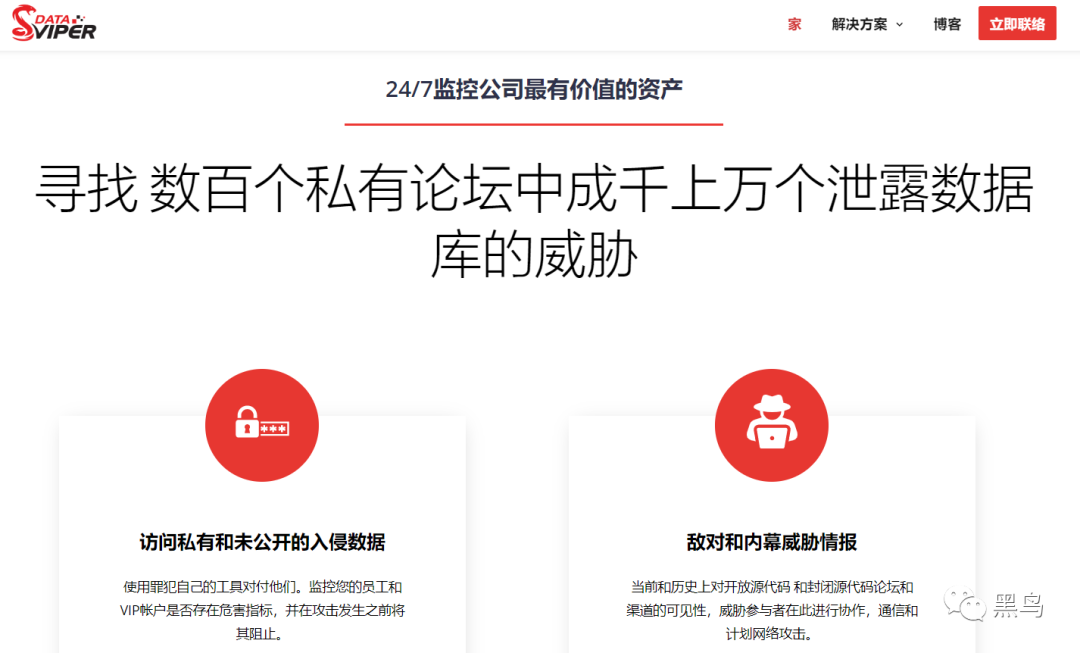 DATA
SVIPER
家
解决方案
博客
立即联络
24/7监控公司最有价值的资产
寻找 数百个私有论坛中成千上万个泄露数据
库的威胁
***
访问私有和未公开的入侵数据
使用罪犯自己的工具对付他们。监控您的员工和
VIP帐户是否存在危害指标，并在攻击发生之前将
其阻止。
敌对和内幕威胁情报
当前和历史上对开放源代码 和封闭源代码论坛和
渠道的可见性，威胁参与者在此进行协作，通信和
计划网络攻击。
黑鸟